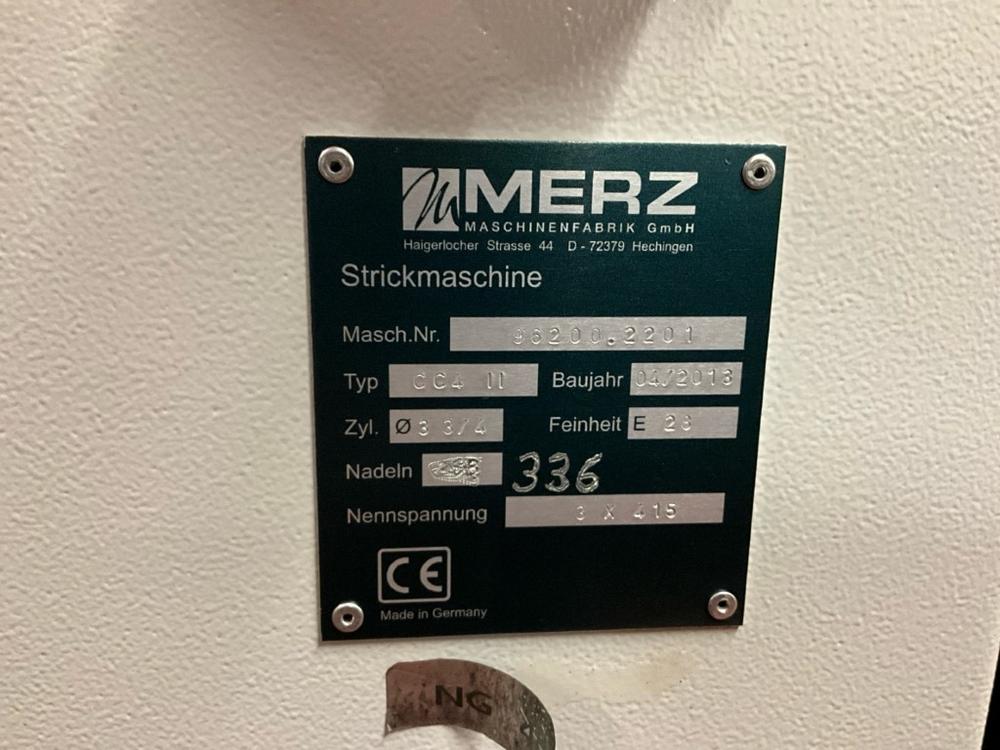 MERZ
MASCHINENFABRIK GmbH
Haigerlocher Strasse 44 D - 72379 Hechingen
Strickmaschine
Masch.Nr. 96200.2201
Typ CC4 II Baujahr 04/2013
Zyl. Ø 3 3/4 Feinheit E 28
Nadeln 336
Nennspannung 3 X 415
CE
Made in Germany
NG